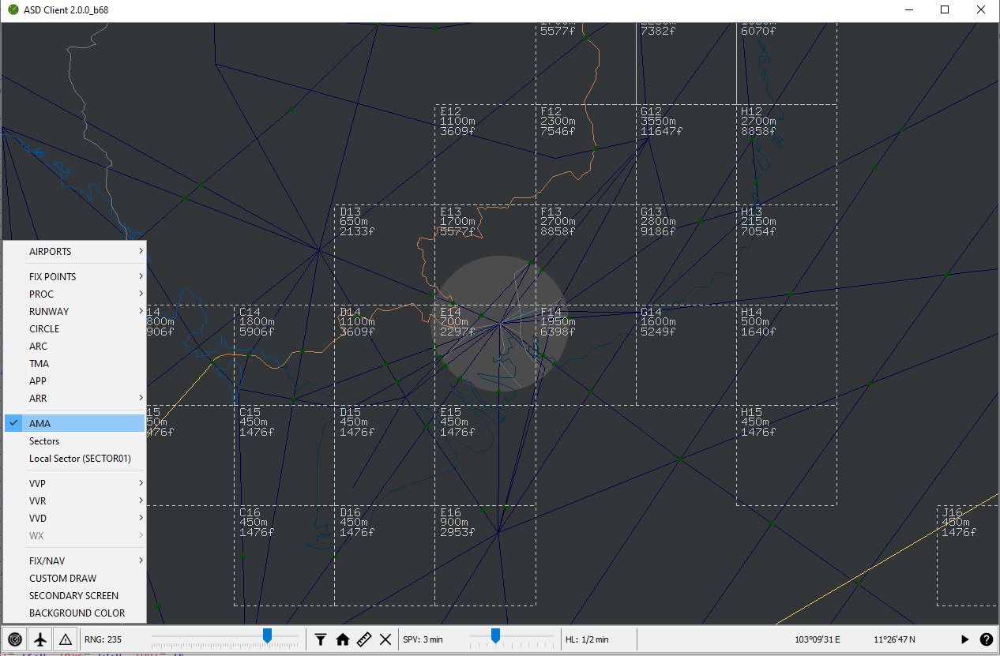 ASD Client 2.0.0_b68
5577f
7382f
6070f
E12
1100m
3609f
F12
2300m
7546f
G12
3550m
11647f
H12
2700m
8858f
D13
650m
2133f
E13
1700m
5577f
F13
2700m
8858f
G13
2800m
9186f
H13
2150m
7054f
C14
1800m
5906f
D14
1100m
3609f
E14
700m
2297f
F14
1950m
6398f
G14
1600m
5249f
H14
500m
1640f
C15
450m
1476f
D15
450m
1476f
E15
450m
1476f
H15
450m
1476f
C16
450m
1476f
D16
450m
1476f
E16
900m
2953f
J16
450m
1476f
AIRPORTS
FIX POINTS
PROC
RUNWAY
CIRCLE
ARC
TMA
APP
ARR
AMA
Sectors
Local Sector (SECTOR01)
VVP
VVR
VVD
WX
FIX/NAV
CUSTOM DRAW
SECONDARY SCREEN
BACKGROUND COLOR
RNG: 235
SPV: 3 min
HL: 1/2 min
103°09'31 E
11°26'47 N